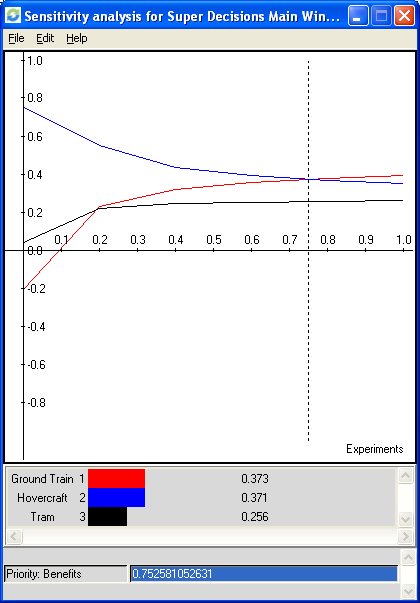 Sensitivity analysis for Super Decisions Main Win...
File Edit Help
1.0
0.8
0.6
0.4
0.2
0.0 0.1 0.2 0.3 0.4 0.5 0.6 0.7 0.8 0.9 1.0
-0.2
-0.4
-0.6
-0.8
Experiments
Ground Train 1 0.373
Hovercraft 2 0.371
Tram 3 0.256
Priority: Benefits 0.752581052631